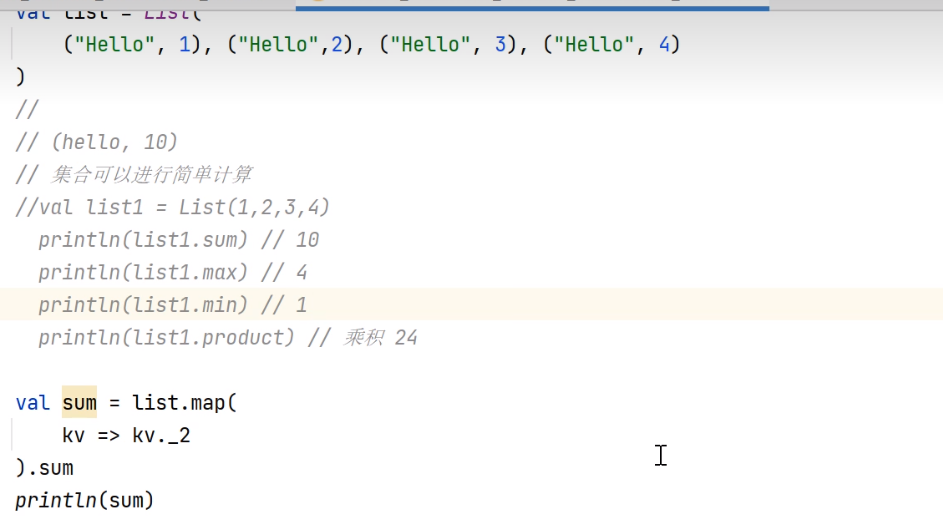 val list = List(
("Hello", 1), ("Hello",2), ("Hello", 3), ("Hello", 4)
)
//
// (hello, 10)
// 集合可以进行简单计算
//val list1 = List(1,2,3,4)
println(list1.sum) // 10
println(list1.max) // 4
println(list1.min) // 1
println(list1.product) // 乘积 24
val sum = list.map(
kv => kv._2
).sum
println(sum)